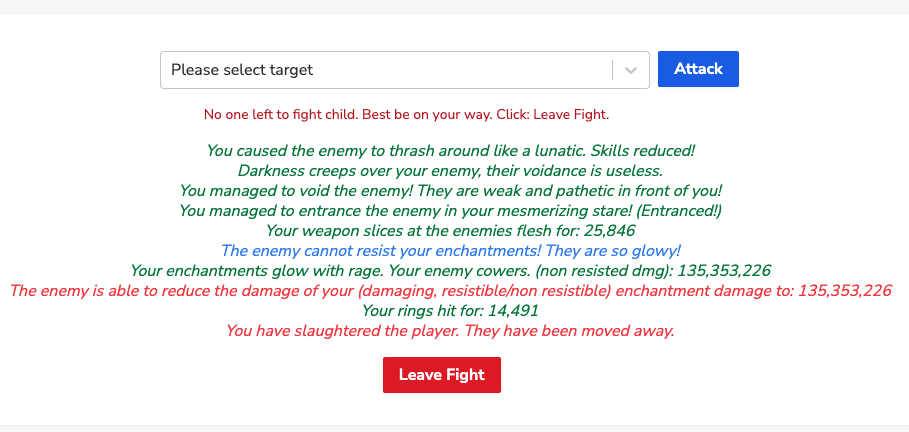 Please select target
Attack
No one left to fight child. Best be on your way. Click: Leave Fight.
You caused the enemy to thrash around like a lunatic. Skills reduced!
Darkness creeps over your enemy, their voidance is useless.
You managed to void the enemy! They are weak and pathetic in front of you!
You managed to entrance the enemy in your mesmerizing stare! (Entranced!)
Your weapon slices at the enemies flesh for: 25,846
The enemy cannot resist your enchantments! They are so glowy!
Your enchantments glow with rage. Your enemy cowers. (non resisted dmg): 135,353,226
The enemy is able to reduce the damage of your (damaging, resistible/non resistible) enchantment damage to: 135,353,226
Your rings hit for: 14,491
You have slaughtered the player. They have been moved away.
Leave Fight